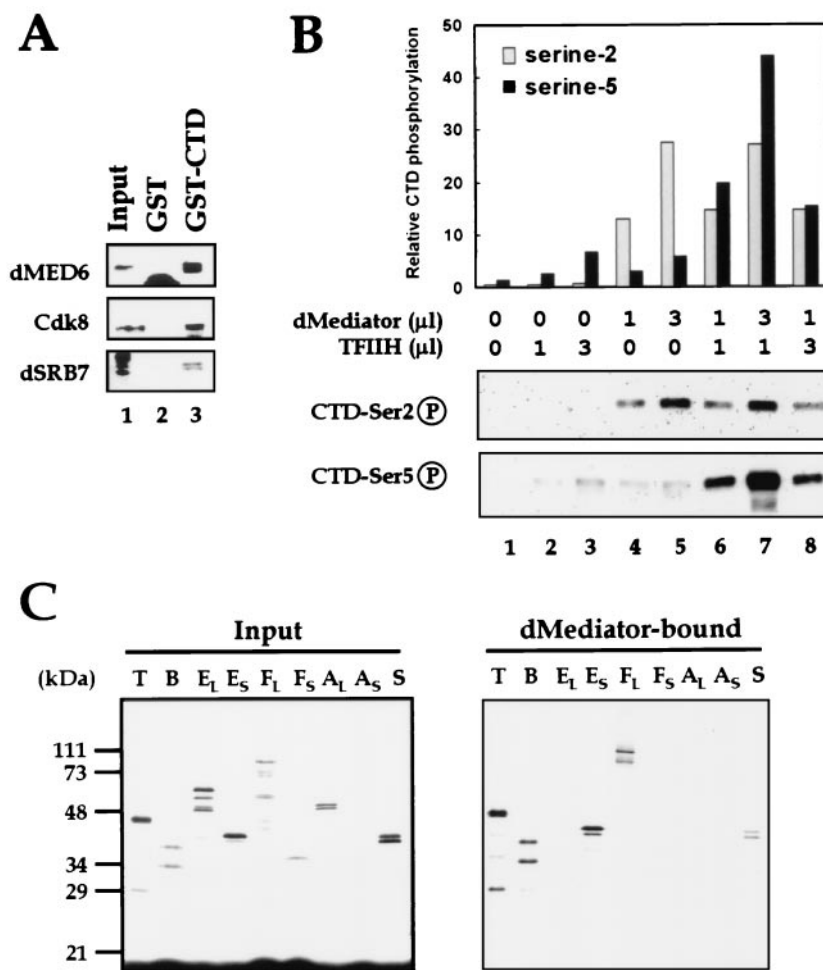 A
Input
GST
GST-CTD
dMED6
Cdk8
dSRB7
1 2 3
B
50
40
30
20
10
0
Relative CTD phosphorylation
serine-2
serine-5
dMediator (μl) 0 0 0 1 3 1 3 1
TFIIH (μl) 0 1 3 0 0 1 1 3
CTD-Ser2 P
CTD-Ser5 P
1 2 3 4 5 6 7 8
C
Input
(kDa) T B EL ES FL FS AL AS S
111
73
48
34
29
21
dMediator-bound
T B EL ES FL FS AL AS S